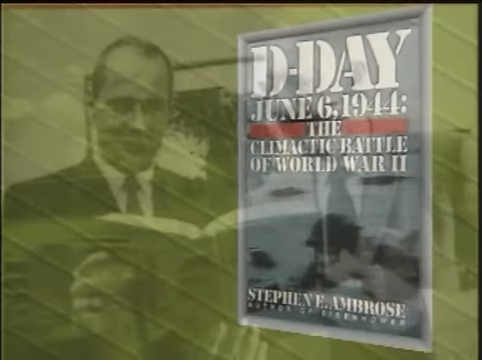 D-DAY
JUNE 6, 1944:
THE
CLIMACTIC BATTLE
OF WORLD WAR II
STEPHEN E. AMBROSE
AUTHOR OF EISENHOWER